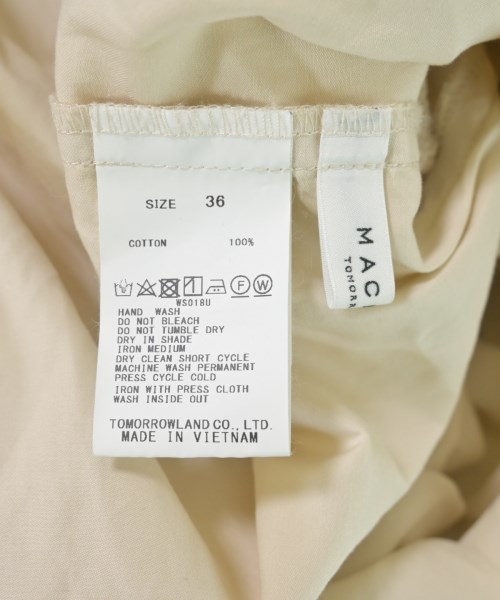 SIZE 36
COTTON 100%
F W
WS018U
HAND WASH
DO NOT BLEACH
DO NOT TUMBLE DRY
DRY IN SHADE
IRON MEDIUM
DRY CLEAN SHORT CYCLE
MACHINE WASH PERMANENT
PRESS CYCLE COLD
IRON WITH PRESS CLOTH
WASH INSIDE OUT
TOMORROWLAND CO., LTD.
MADE IN VIETNAM
MAC
TOMORR